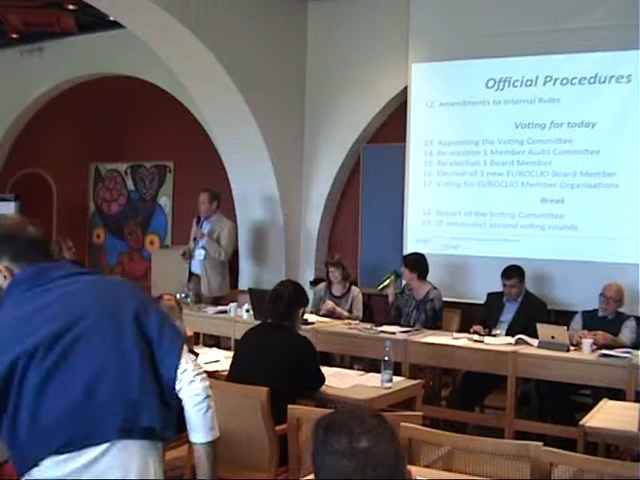 Official Procedures
12. Amendments to Internal Rules
Voting for today
13. Appointing the Voting Committee
14. Re-election 1 Member Audit Committee
15. Re-election 1 Board Member
16. Election of 1 new EUROCLIO Board Member
17. Voting for EUROCLIO Member Organisations
Break
18. Report of the Voting Committee
19. (if necessary) second voting rounds